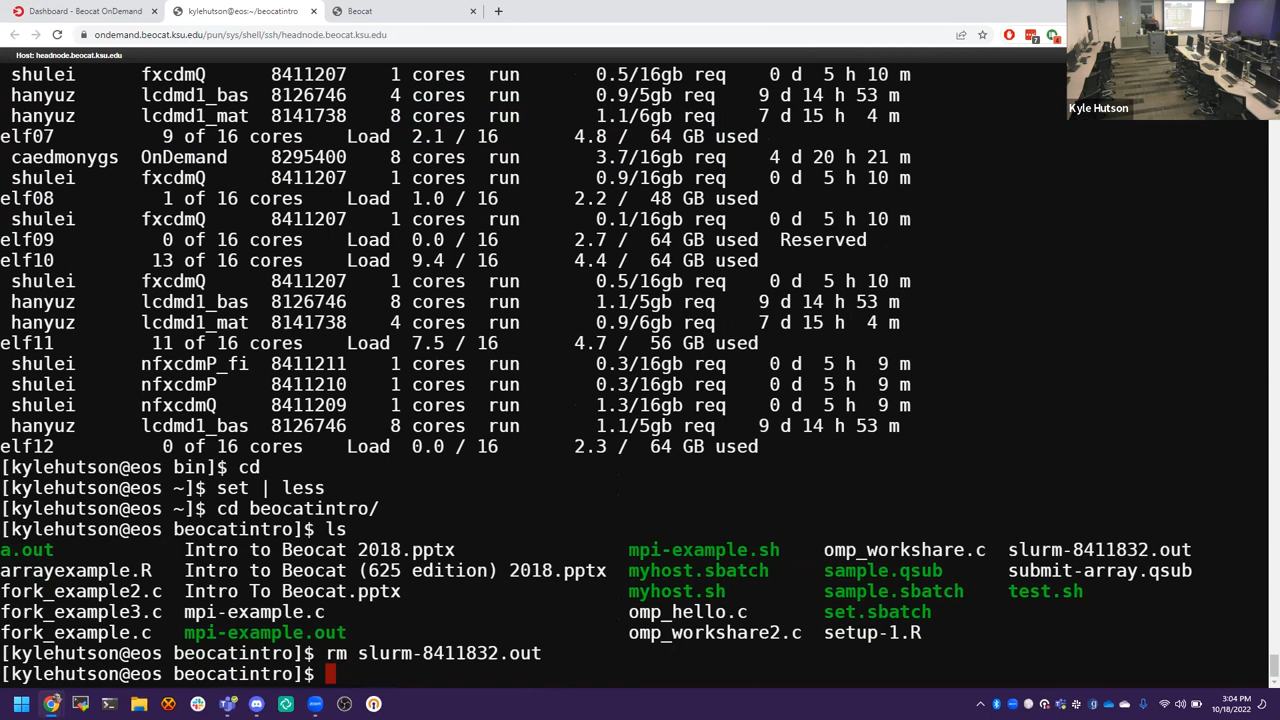 Dashboard - Beocat OnDemand
kylehutson@eos:~/beocatintro
Beocat
ondemand.beocat.ksu.edu/pun/sys/shell/ssh/headnode.beocat.ksu.edu
Host: headnode.beocat.ksu.edu
Kyle Hutson
shulei fxcdmQ 8411207 1 cores run 0.5/16gb req 0 d 5 h 10 m
hanyuz lcdmd1_bas 8126746 4 cores run 0.9/5gb req 9 d 14 h 53 m
hanyuz lcdmd1_mat 8141738 8 cores run 1.1/6gb req 7 d 15 h 4 m
elf07 9 of 16 cores Load 2.1 / 16 4.8 / 64 GB used
caedmonygs OnDemand 8295400 8 cores run 3.7/16gb req 4 d 20 h 21 m
shulei fxcdmQ 8411207 1 cores run 0.9/16gb req 0 d 5 h 10 m
elf08 1 of 16 cores Load 1.0 / 16 2.2 / 48 GB used
shulei fxcdmQ 8411207 1 cores run 0.1/16gb req 0 d 5 h 10 m
elf09 0 of 16 cores Load 0.0 / 16 2.7 / 64 GB used Reserved
elf10 13 of 16 cores Load 9.4 / 16 4.4 / 64 GB used
shulei fxcdmQ 8411207 1 cores run 0.5/16gb req 0 d 5 h 10 m
hanyuz lcdmd1_bas 8126746 8 cores run 1.1/5gb req 9 d 14 h 53 m
hanyuz lcdmd1_mat 8141738 4 cores run 0.9/6gb req 7 d 15 h 4 m
elf11 11 of 16 cores Load 7.5 / 16 4.7 / 56 GB used
shulei nfxcdmP_fi 8411211 1 cores run 0.3/16gb req 0 d 5 h 9 m
shulei nfxcdmP 8411210 1 cores run 0.3/16gb req 0 d 5 h 9 m
shulei nfxcdmQ 8411209 1 cores run 1.3/16gb req 0 d 5 h 9 m
hanyuz lcdmd1_bas 8126746 8 cores run 1.1/5gb req 9 d 14 h 53 m
elf12 0 of 16 cores Load 0.0 / 16 2.3 / 64 GB used
[kylehutson@eos bin]$ cd
[kylehutson@eos ~]$ set | less
[kylehutson@eos ~]$ cd beocatintro/
[kylehutson@eos beocatintro]$ ls
a.out Intro to Beocat 2018.pptx mpi-example.sh omp_workshare.c slurm-8411832.out
arrayexample.R Intro to Beocat (625 edition) 2018.pptx myhost.sbatch sample.qsub submit-array.qsub
fork_example2.c Intro To Beocat.pptx myhost.sh sample.sbatch test.sh
fork_example3.c mpi-example.c omp_hello.c set.sbatch
fork_example.c mpi-example.out omp_workshare2.c setup-1.R
[kylehutson@eos beocatintro]$ rm slurm-8411832.out
[kylehutson@eos beocatintro]$
3:04 PM
10/18/2022